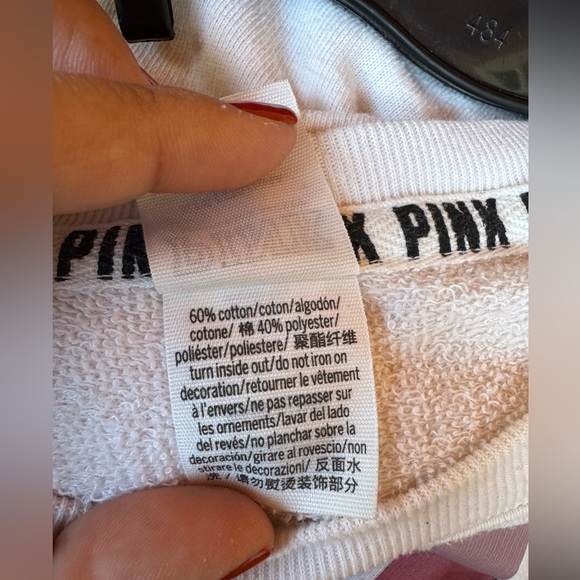 484
PINK PINK
60% cotton/coton/algodón/
cotone/ 棉 40% polyester/
poliéster/poliestere/ 聚酯纤维
turn inside out/do not iron on
decoration/retourner le vêtement
à l'envers/ne pas repasser sur
les ornements/lavar del lado
del revés/no planchar sobre la
decoración/girare al rovescio/non
stirare le decorazioni/ 反面水
洗/请勿熨烫装饰部分